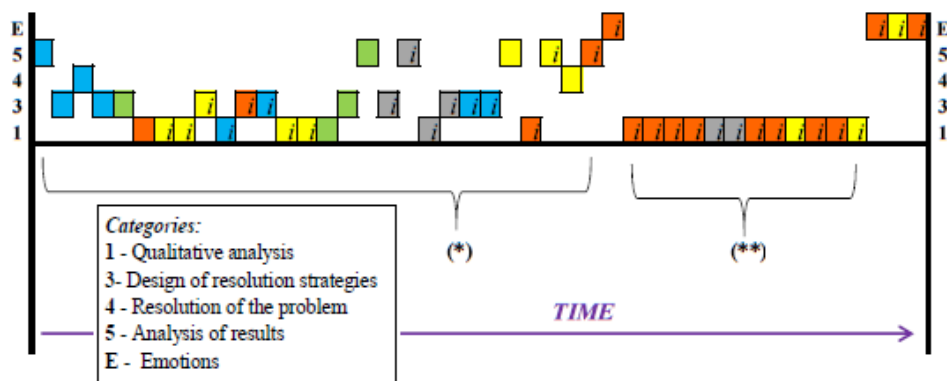 E E
5 5
4 4
3 3
1 1
i i i i i i i i i i i i i i i i i i i i i i i i i i i i i i
(*) (**)
Categories:
1 - Qualitative analysis
3- Design of resolution strategies
4 - Resolution of the problem
5 - Analysis of results
E - Emotions
TIME